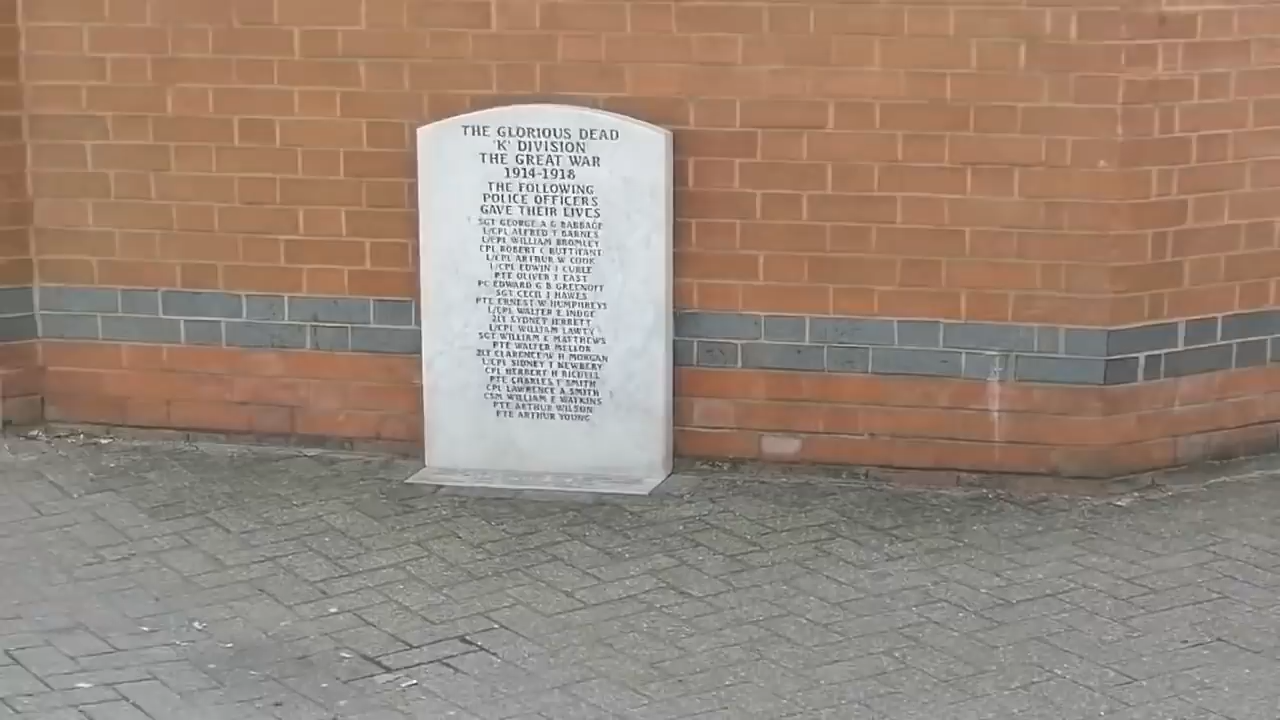 THE GLORIOUS DEAD
'K' DIVISION
THE GREAT WAR
1914-1918
THE FOLLOWING
POLICE OFFICERS
GAVE THEIR LIVES
SGT GEORGE A G BABBAGE
L/CPL ALFRED T BARNES
L/CPL WILLIAM BROMLEY
CPL ROBERT C BUTTIFANT
L/CPL ARTHUR W COOK
L/CPL EDWIN J CURLE
PTE OLIVER J EAST
PC EDWARD G B GREENOFF
SGT CECIL J HAWES
PTE ERNEST W HUMPHREYS
L/CPL WALTER E INDGE
2LT SYDNEY JERRETT
L/CPL WILLIAM LAWEY
SGT WILLIAM E MATTHEWS
PTE WALTER MELLOR
2LT CLARENCE W H MORGAN
L/CPL SIDNEY T NEWBERY
CPL HERBERT H
PTE CHARLES F SMITH
CPL LAWRENCE A SMITH
CSM WILLIAM E WATKINS
PTE ARTHUR WILSON
PTE ARTHUR YOUNG